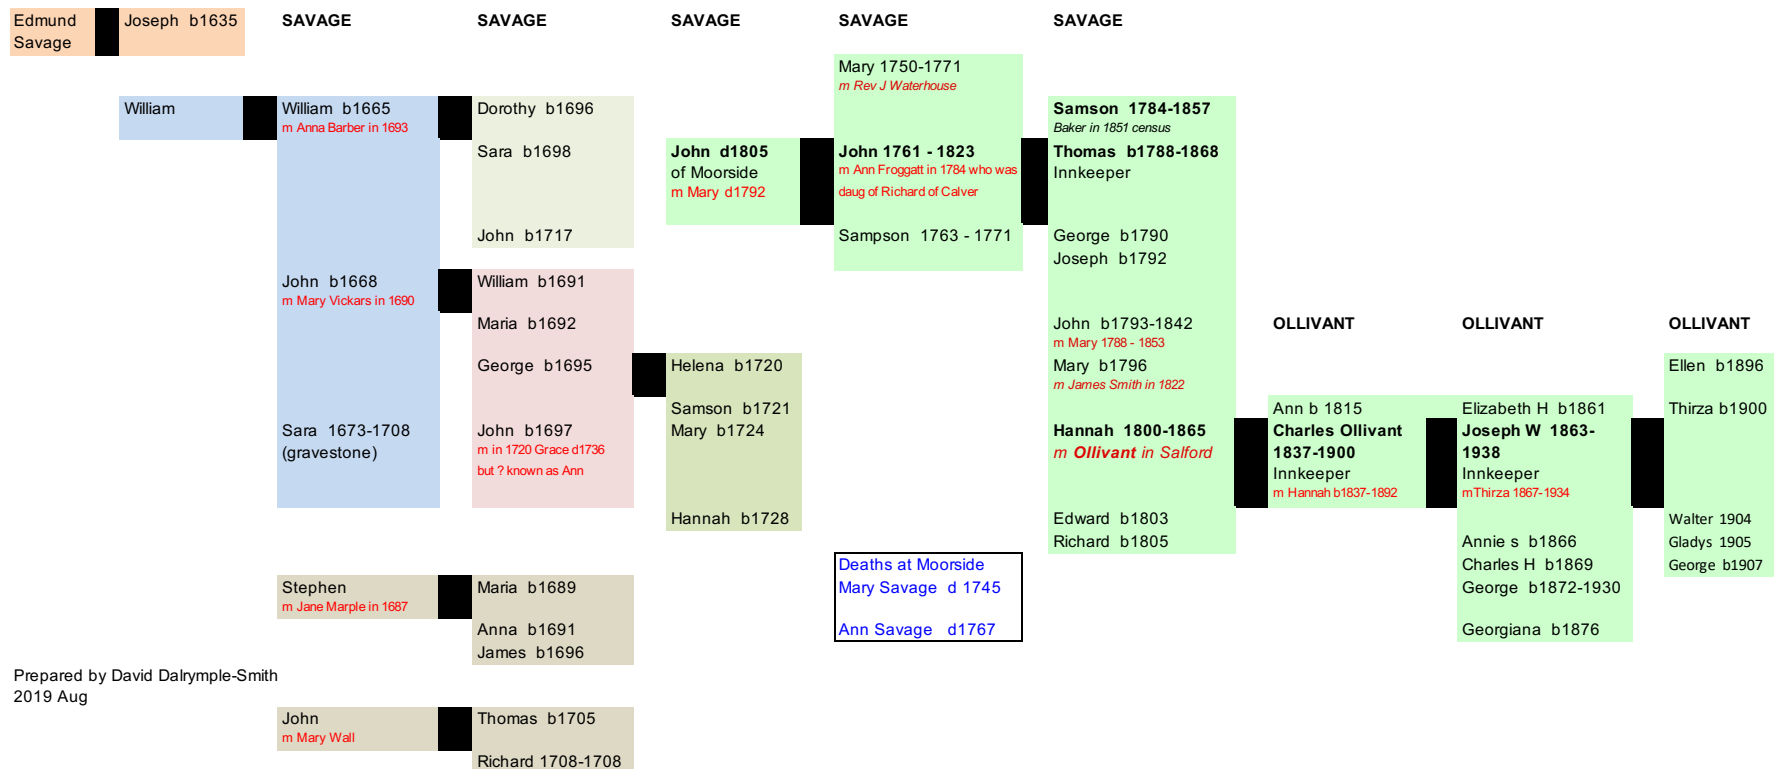 Edmund
Savage
Joseph b1635
SAVAGE
SAVAGE
SAVAGE
SAVAGE
SAVAGE
William
William b1665
m Anna Barber in 1693
John b1668
m Mary Vickars in 1690
Sara 1673-1708
(gravestone)
Stephen
m Jane Marple in 1687
John
m Mary Wall
Dorothy b1696
Sara b1698
John b1717
William b1691
Maria b1692
George b1695
John b1697
m in 1720 Grace d1736
but ? known as Ann
Maria b1689
Anna b1691
James b1696
Thomas b1705
Richard 1708-1708
John d1805
of Moorside
m Mary d1792
Helena b1720
Samson b1721
Mary b1724
Hannah b1728
Mary 1750-1771
m Rev J Waterhouse
John 1761 - 1823
m Ann Froggatt in 1784 who was
daug of Richard of Calver
Sampson 1763 - 1771
Deaths at Moorside
Mary Savage d 1745
Ann Savage d1767
Samson 1784-1857
Baker in 1851 census
Thomas b1788-1868
Innkeeper
George b1790
Joseph b1792
John b1793-1842
m Mary 1788 - 1853
Mary b1796
m James Smith in 1822
Hannah 1800-1865
m Ollivant in Salford
Edward b1803
Richard b1805
OLLIVANT
OLLIVANT
OLLIVANT
Ann b 1815
Charles Ollivant
1837-1900
Innkeeper
m Hannah b1837-1892
Elizabeth H b1861
Joseph W 1863-
1938
Innkeeper
mThirza 1867-1934
Annie s b1866
Charles H b1869
George b1872-1930
Georgiana b1876
Ellen b1896
Thirza b1900
Walter 1904
Gladys 1905
George b1907
Prepared by David Dalrymple-Smith
2019 Aug